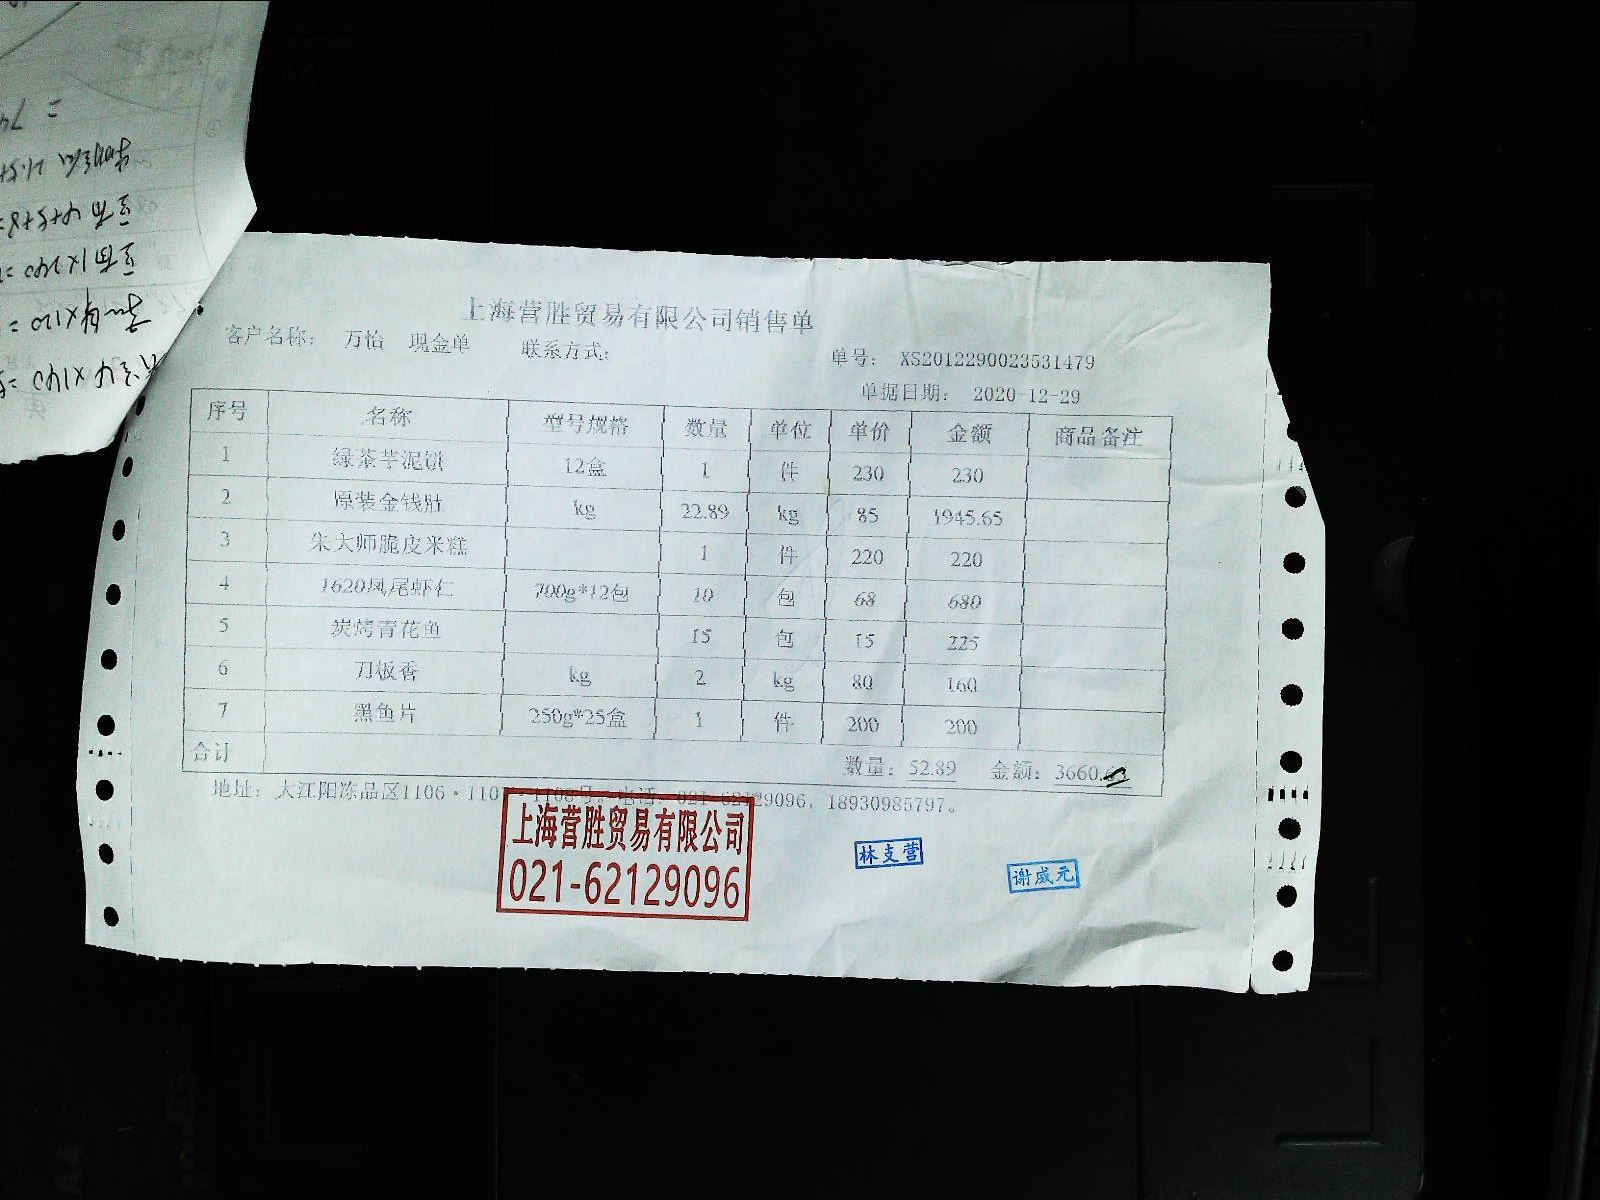 上海营胜贸易有限公司销售单
客户名称： 万怡 现金单 联系方式：
单号： XS2012290023531479
单据日期： 2020-12-29
序号 名称 型号规格 数量 单位 单价 金额 商品备注
1 绿茶芋泥饼 12盒 1 件 230 230
2 原装金钱肚 kg 22.89 kg 85 1945.65
3 朱大师脆皮米糕 1 件 220 220
4 1620凤尾虾仁 700g*12包 10 包 68 680
5 炭烤青花鱼 15 包 15 225
6 刀板香 kg 2 kg 80 160
7 黑鱼片 250g*25盒 1 件 200 200
合计 数量：52.89 金额：3660.
地址：大江阳冻品区1106·1107·1108号。电话：021-62129096，18930985797。
上海营胜贸易有限公司
021-62129096
林支营
谢威元